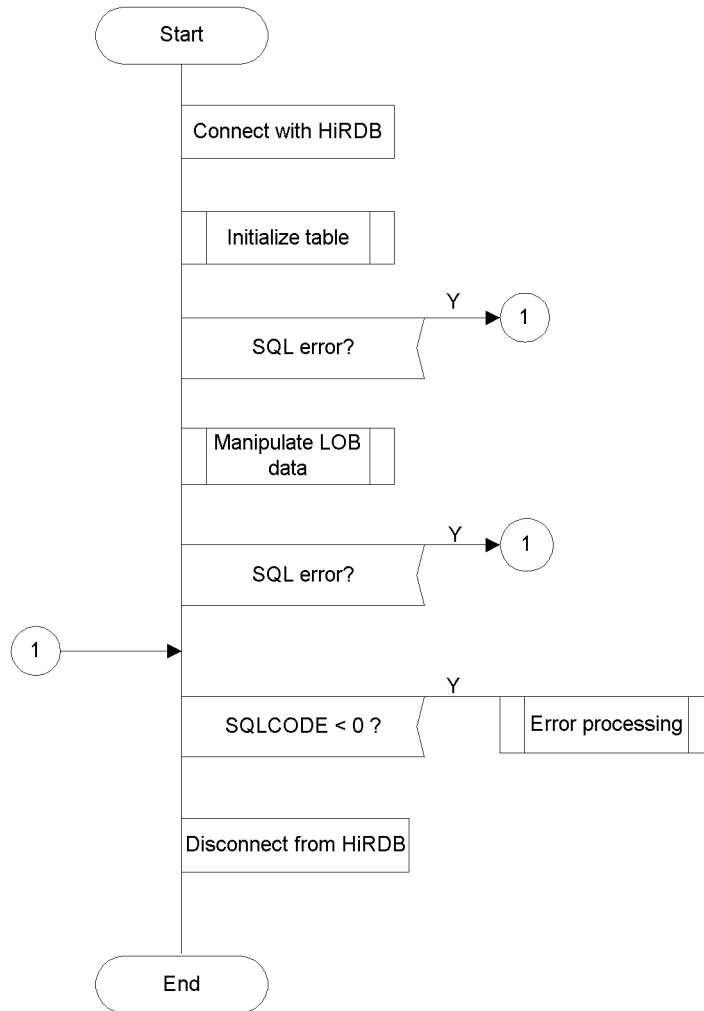 Start
Connect with HiRDB
Initialize table
Y
1
SQL error?
Manipulate LOB
data
Y
1
SQL error?
1
Y
SQLCODE < 0 ?
Error processing
Disconnect from HiRDB
End